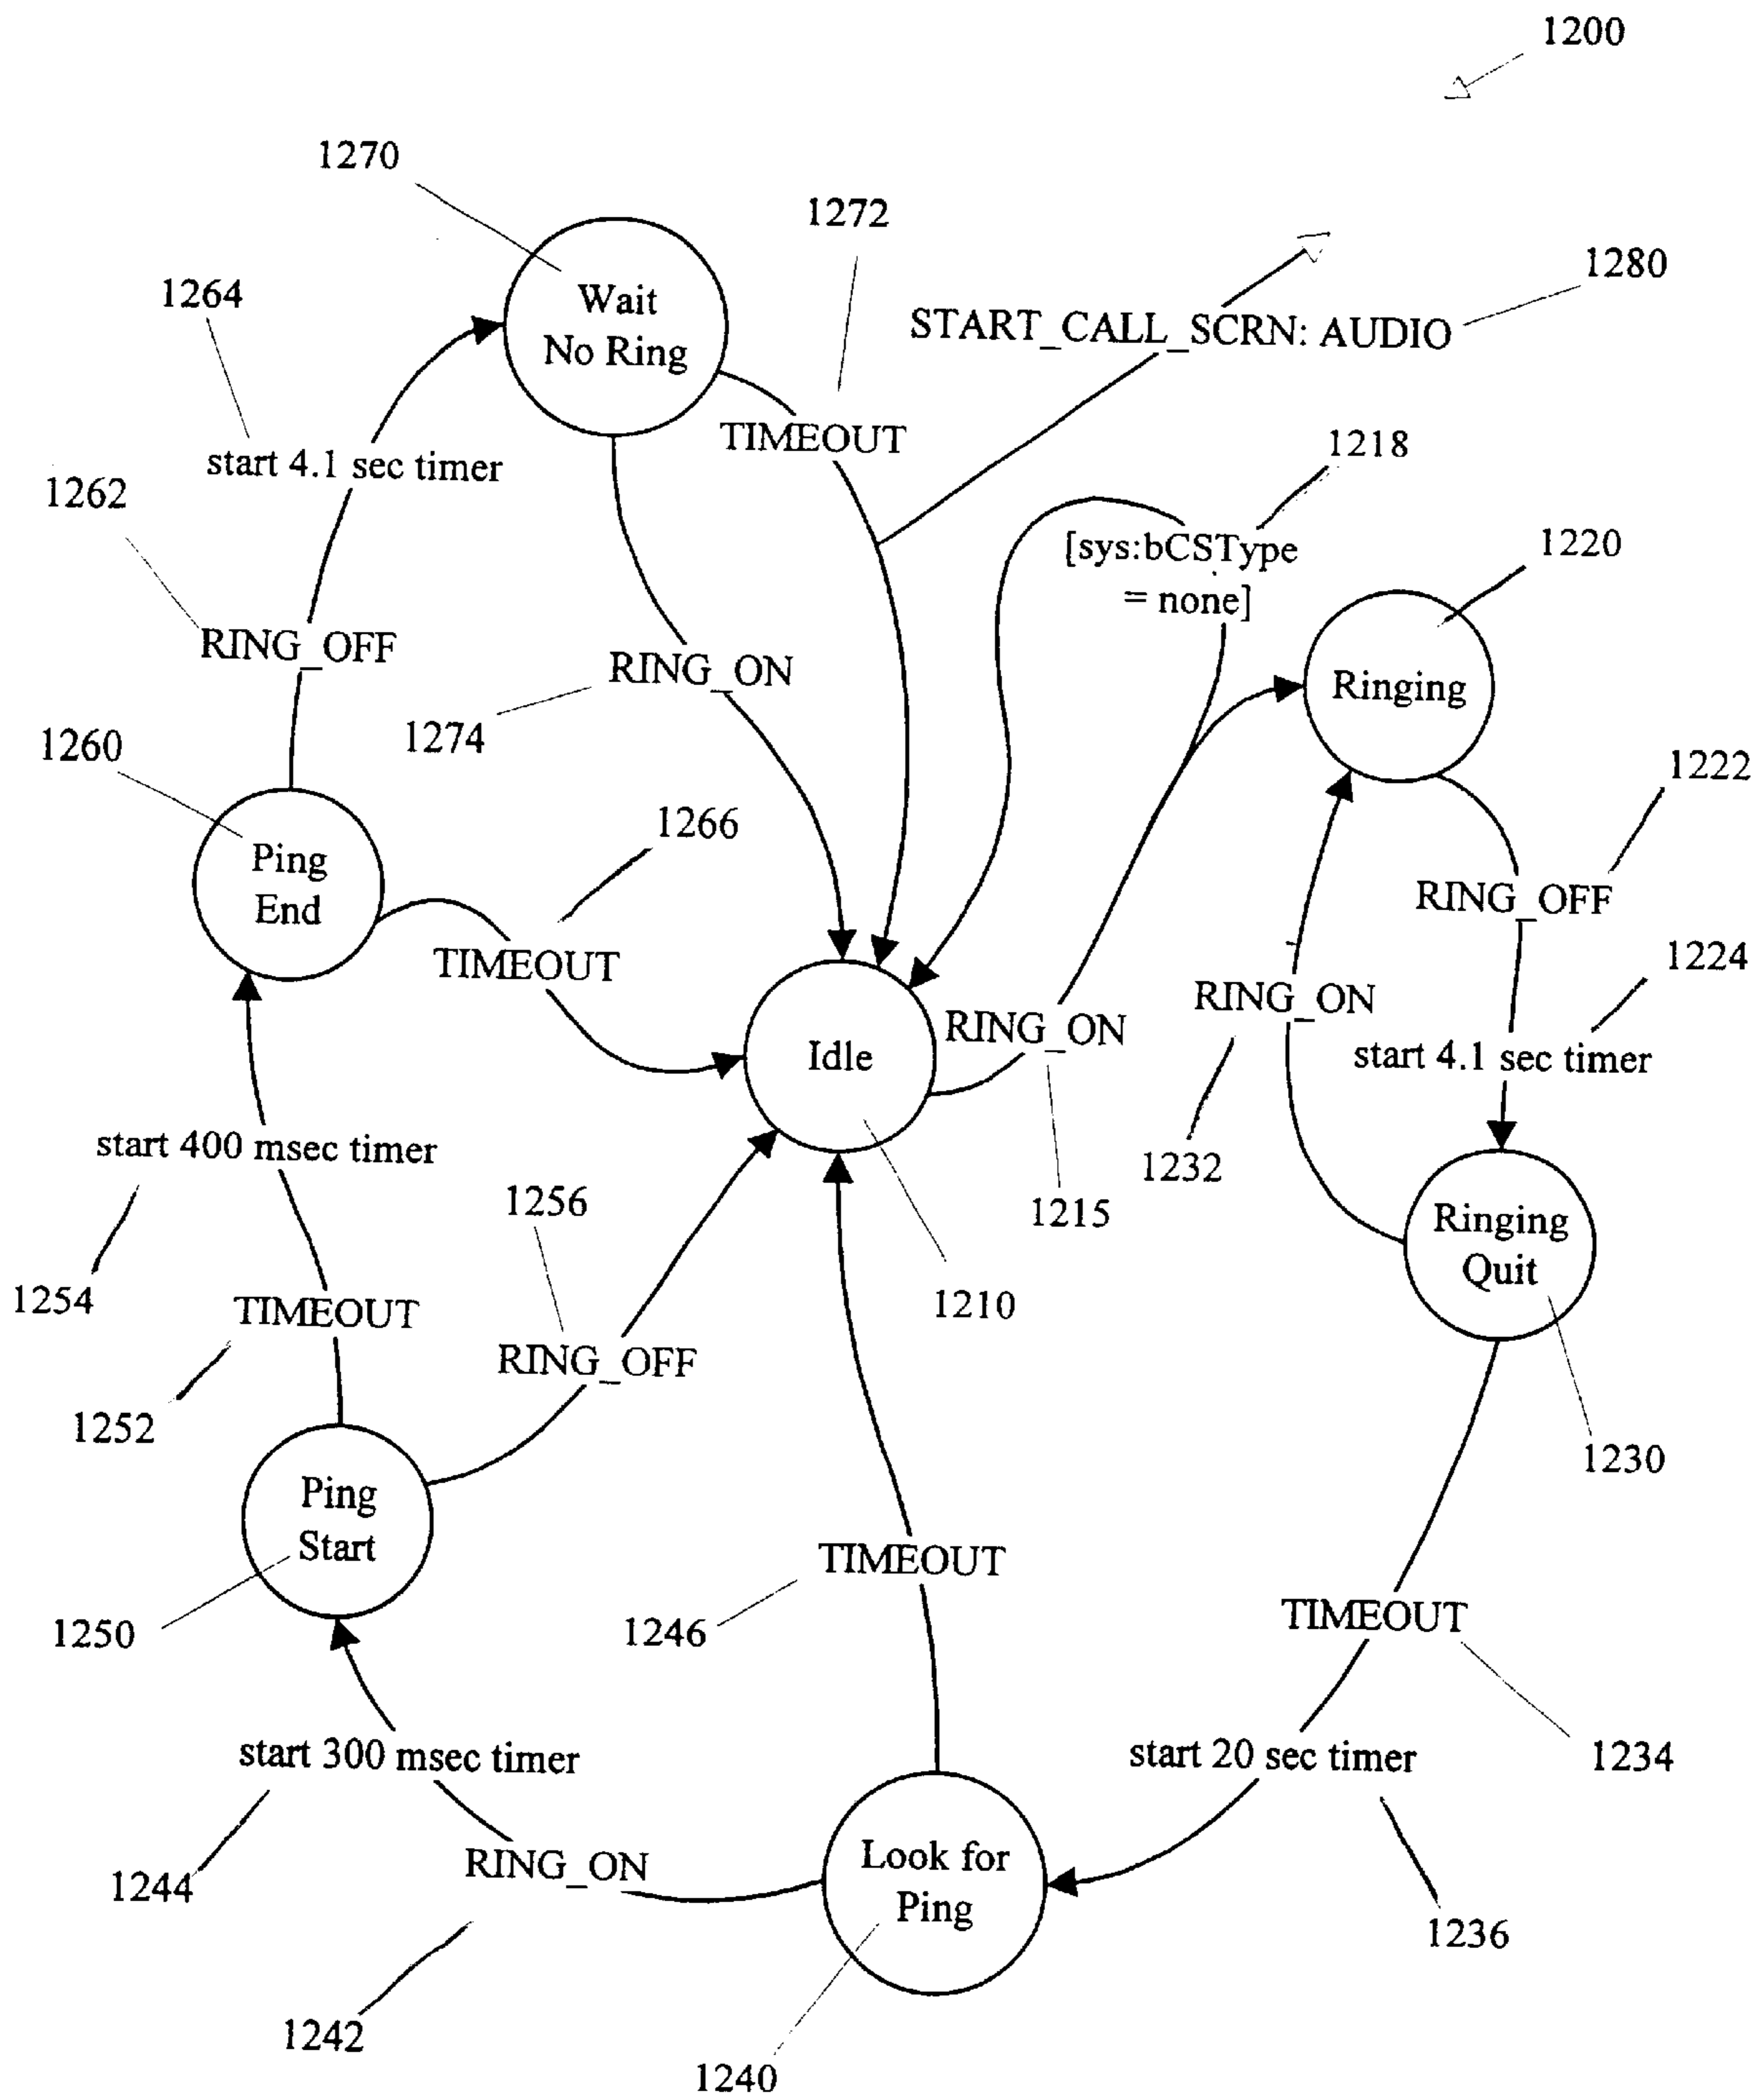 1200
1270
1272
1280
1264
Wait
No Ring
START_CALL_SCRN: AUDIO
TIMEOUT
1218
start 4.1 sec timer
1262
[sys:bCSType
= none]
1220
RING_OFF
RING_ON
Ringing
1274
1260
1222
1266
Ping
End
RING_OFF
TIMEOUT
1224
RING_ON
RING_ON
Idle
start 4.1 sec timer
start 400 msec timer
1232
1256
1215
Ringing
Quit
1254
TIMEOUT
1210
RING_OFF
1252
1230
Ping
Start
TIMEOUT
1250
1246
TIMEOUT
start 300 msec timer
start 20 sec timer
1234
1244
RING_ON
Look for
Ping
1236
1242
1240